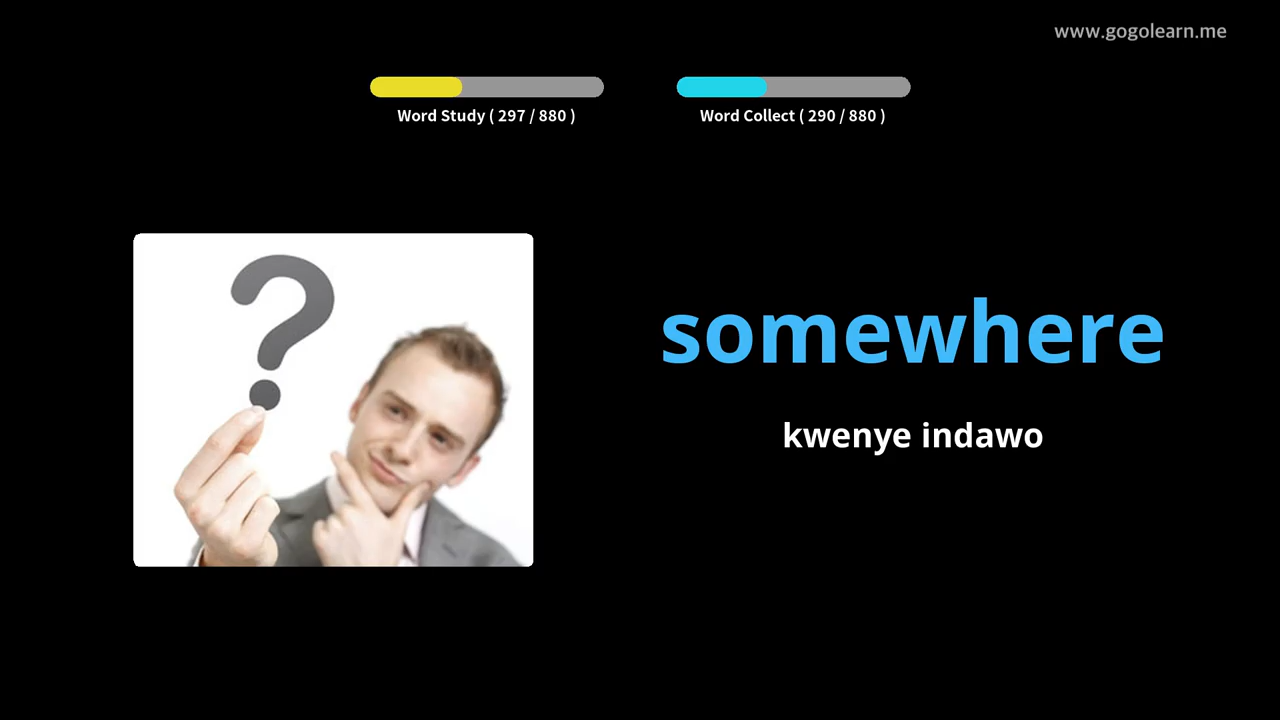 www.gogolearn.me
Word Study ( 297 / 880 )
Word Collect ( 290 / 880 )
?
somewhere
kwenye indawo